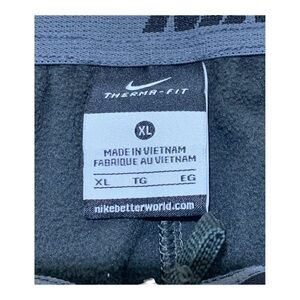 THERMA-FIT
XL
MADE IN VIETNAM
FABRIQUE AU VIETNAM
XL TG EG
nikebetterworld.com